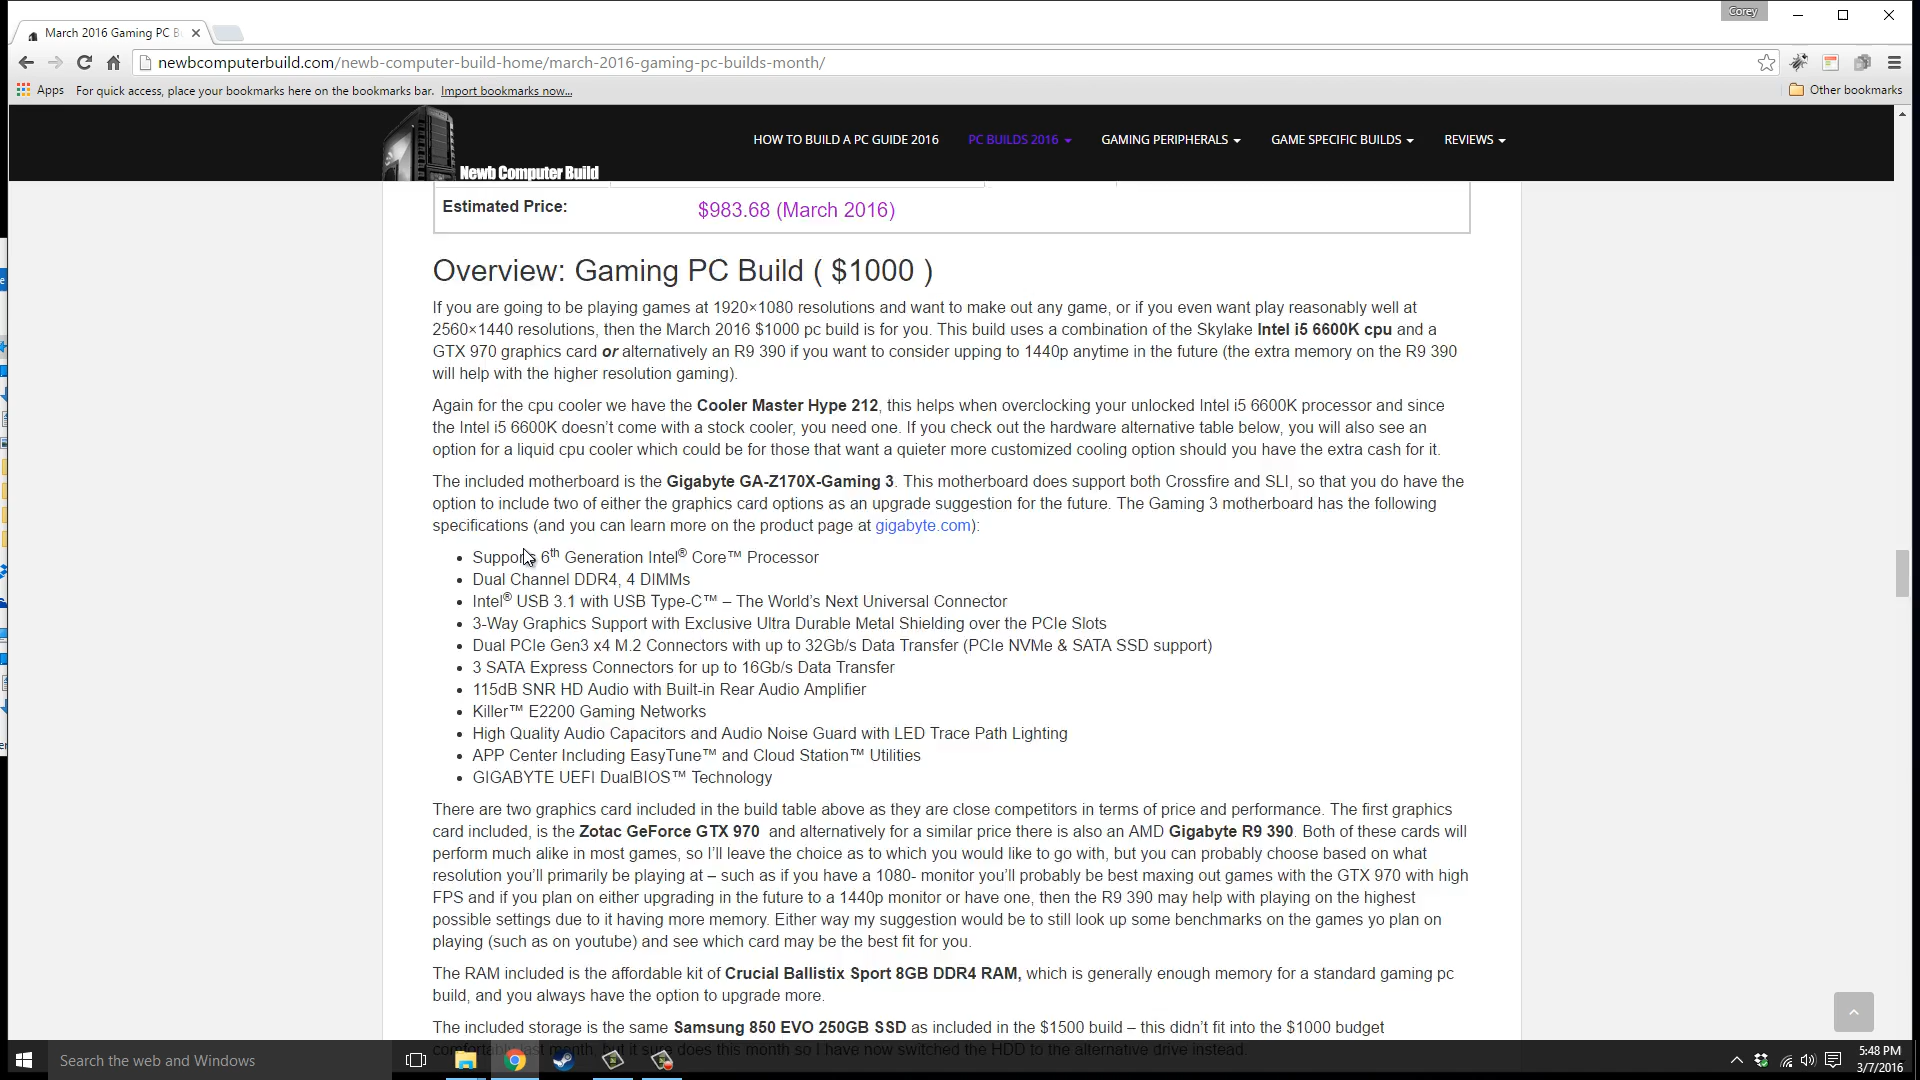 Corey
March 2016 Gaming PC B
newbcomputerbuild.com/newb-computer-build-home/march-2016-gaming-pc-builds-month/
Apps For quick access, place your bookmarks here on the bookmarks bar. Import bookmarks now... Other bookmarks
Newb Computer Build
HOW TO BUILD A PC GUIDE 2016 PC BUILDS 2016 GAMING PERIPHERALS GAME SPECIFIC BUILDS REVIEWS
Estimated Price: $983.68 (March 2016)
Overview: Gaming PC Build ( $1000 )
If you are going to be playing games at 1920×1080 resolutions and want to make out any game, or if you even want play reasonably well at
2560×1440 resolutions, then the March 2016 $1000 pc build is for you. This build uses a combination of the Skylake Intel i5 6600K cpu and a
GTX 970 graphics card or alternatively an R9 390 if you want to consider upping to 1440p anytime in the future (the extra memory on the R9 390
will help with the higher resolution gaming).
Again for the cpu cooler we have the Cooler Master Hype 212, this helps when overclocking your unlocked Intel i5 6600K processor and since
the Intel i5 6600K doesn't come with a stock cooler, you need one. If you check out the hardware alternative table below, you will also see an
option for a liquid cpu cooler which could be for those that want a quieter more customized cooling option should you have the extra cash for it.
The included motherboard is the Gigabyte GA-Z170X-Gaming 3. This motherboard does support both Crossfire and SLI, so that you do have the
option to include two of either the graphics card options as an upgrade suggestion for the future. The Gaming 3 motherboard has the following
specifications (and you can learn more on the product page at gigabyte.com):
• Supports 6th Generation Intel® Core™ Processor
• Dual Channel DDR4, 4 DIMMs
• Intel® USB 3.1 with USB Type-C™ – The World's Next Universal Connector
• 3-Way Graphics Support with Exclusive Ultra Durable Metal Shielding over the PCIe Slots
• Dual PCIe Gen3 x4 M.2 Connectors with up to 32Gb/s Data Transfer (PCIe NVMe & SATA SSD support)
• 3 SATA Express Connectors for up to 16Gb/s Data Transfer
• 115dB SNR HD Audio with Built-in Rear Audio Amplifier
• Killer™ E2200 Gaming Networks
• High Quality Audio Capacitors and Audio Noise Guard with LED Trace Path Lighting
• APP Center Including EasyTune™ and Cloud Station™ Utilities
• GIGABYTE UEFI DualBIOS™ Technology
There are two graphics card included in the build table above as they are close competitors in terms of price and performance. The first graphics
card included, is the Zotac GeForce GTX 970 and alternatively for a similar price there is also an AMD Gigabyte R9 390. Both of these cards will
perform much alike in most games, so I'll leave the choice as to which you would like to go with, but you can probably choose based on what
resolution you'll primarily be playing at – such as if you have a 1080- monitor you'll probably be best maxing out games with the GTX 970 with high
FPS and if you plan on either upgrading in the future to a 1440p monitor or have one, then the R9 390 may help with playing on the highest
possible settings due to it having more memory. Either way my suggestion would be to still look up some benchmarks on the games yo plan on
playing (such as on youtube) and see which card may be the best fit for you.
The RAM included is the affordable kit of Crucial Ballistix Sport 8GB DDR4 RAM, which is generally enough memory for a standard gaming pc
build, and you always have the option to upgrade more.
The included storage is the same Samsung 850 EVO 250GB SSD as included in the $1500 build – this didn't fit into the $1000 budget
comfortably last month, but it sure does this month so I have now switched the HDD to the alternative drive instead.
Search the web and Windows
5:48 PM
3/7/2016